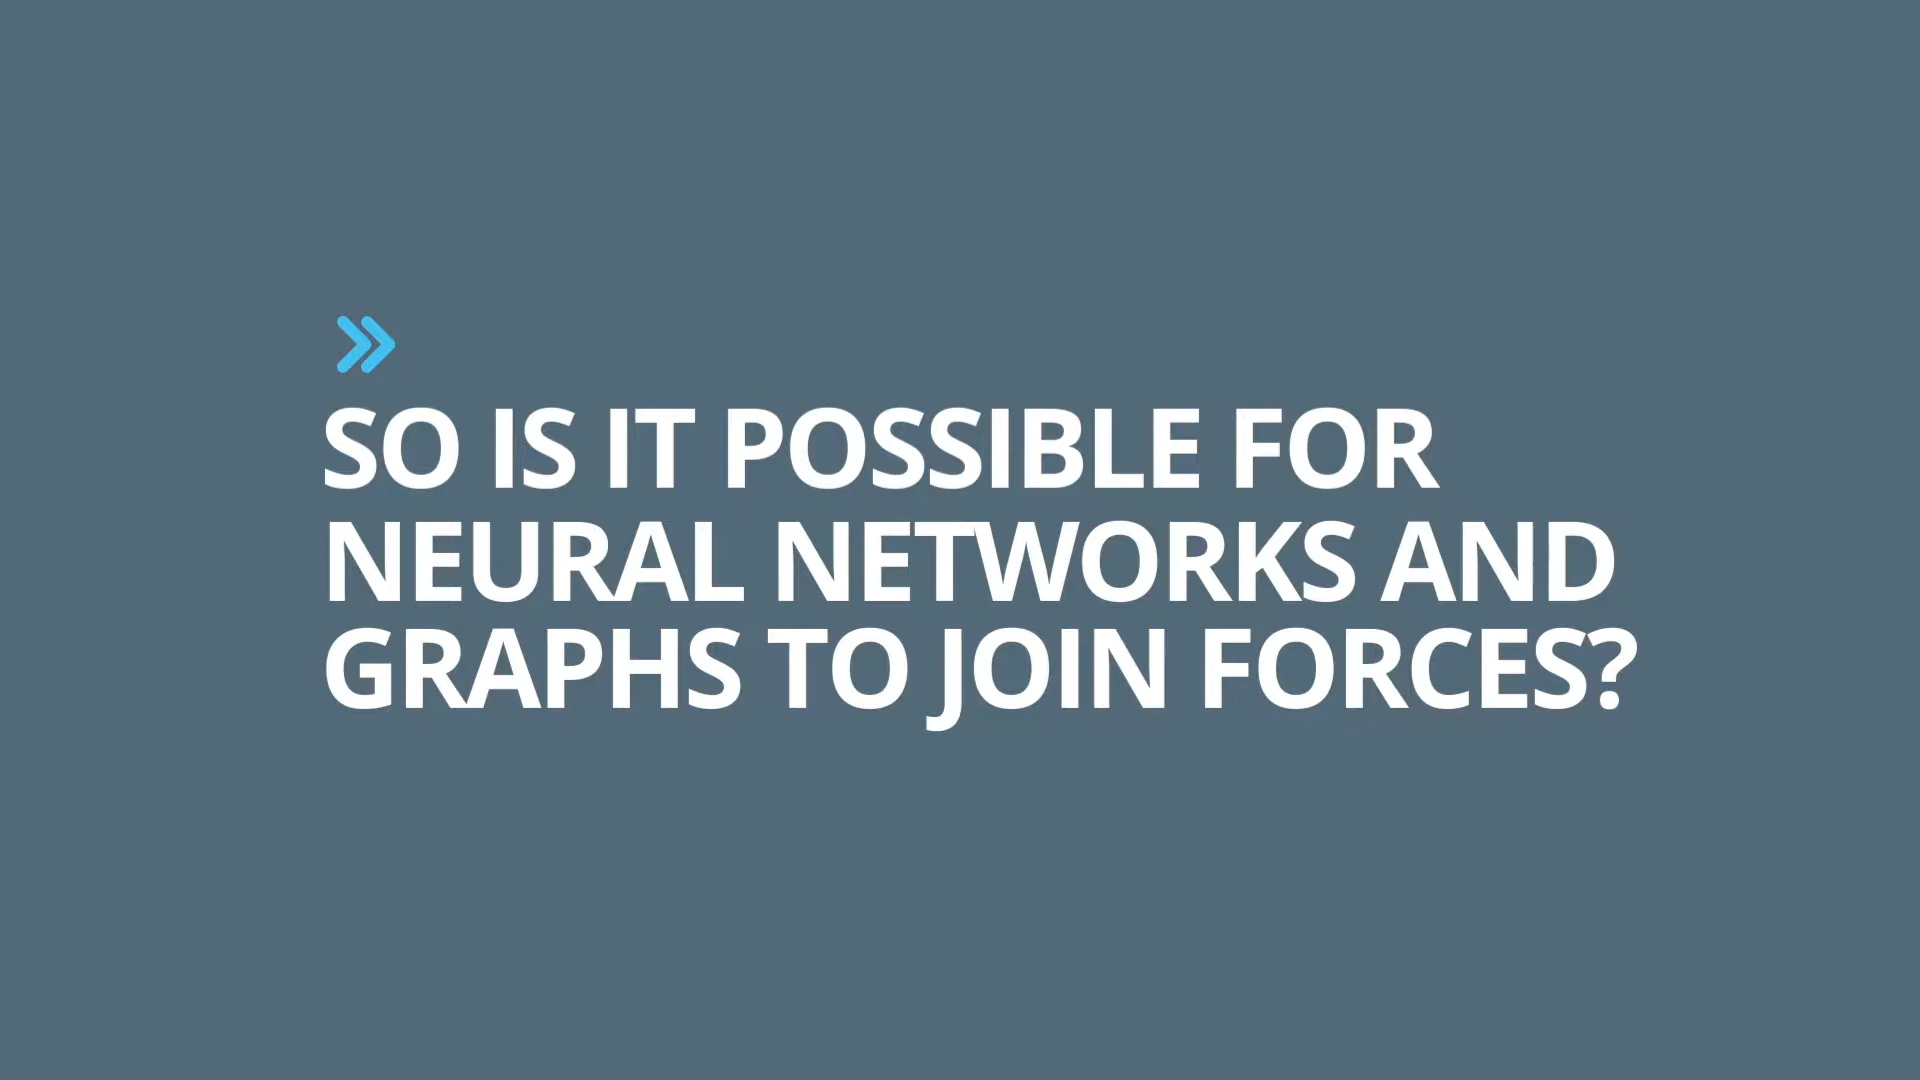 SO IS IT POSSIBLE FOR
NEURAL NETWORKS AND
GRAPHS TO JOIN FORCES?